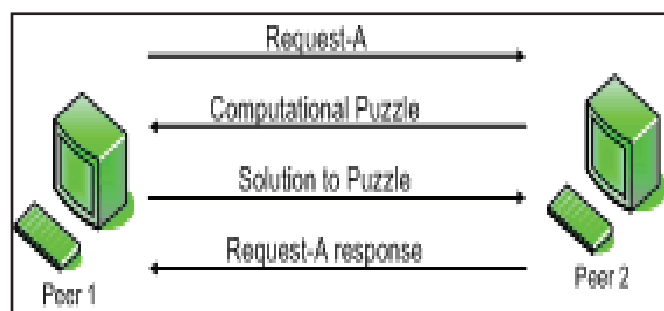 Request-A
Computational Puzzle
Solution to Puzzle
Request-A response
Peer 1
Peer 2